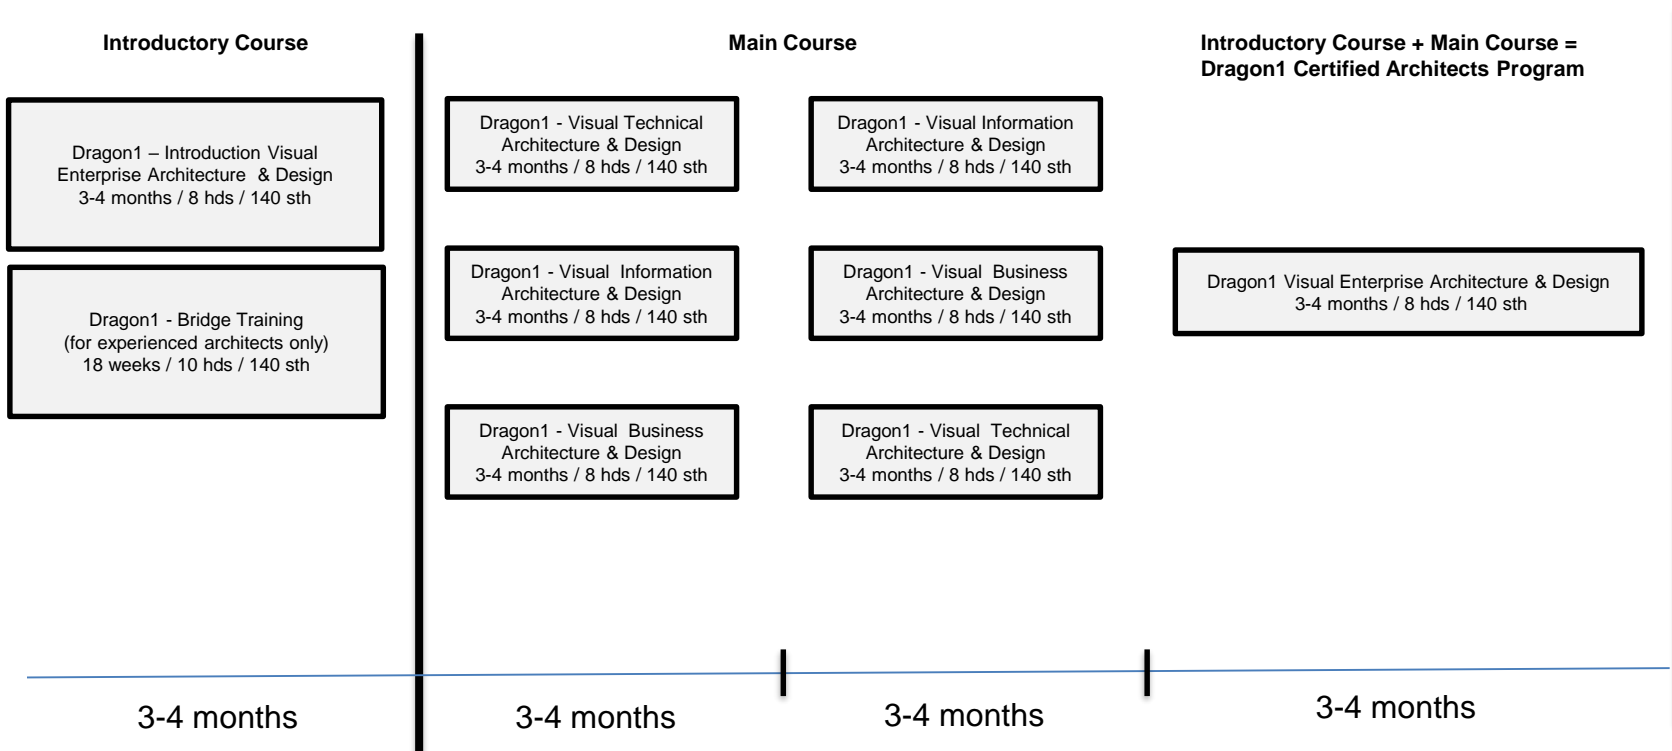 Introductory Course
Main Course
Introductory Course + Main Course =
Dragon1 Certified Architects Program
Dragon1 – Introduction Visual
Enterprise Architecture & Design
3-4 months / 8 hds / 140 sth
Dragon1 - Bridge Training
(for experienced architects only)
18 weeks / 10 hds / 140 sth
Dragon1 - Visual Technical
Architecture & Design
3-4 months / 8 hds / 140 sth
Dragon1 - Visual Information
Architecture & Design
3-4 months / 8 hds / 140 sth
Dragon1 - Visual Business
Architecture & Design
3-4 months / 8 hds / 140 sth
Dragon1 - Visual Information
Architecture & Design
3-4 months / 8 hds / 140 sth
Dragon1 - Visual Business
Architecture & Design
3-4 months / 8 hds / 140 sth
Dragon1 - Visual Technical
Architecture & Design
3-4 months / 8 hds / 140 sth
Dragon1 Visual Enterprise Architecture & Design
3-4 months / 8 hds / 140 sth
3-4 months
3-4 months
3-4 months
3-4 months